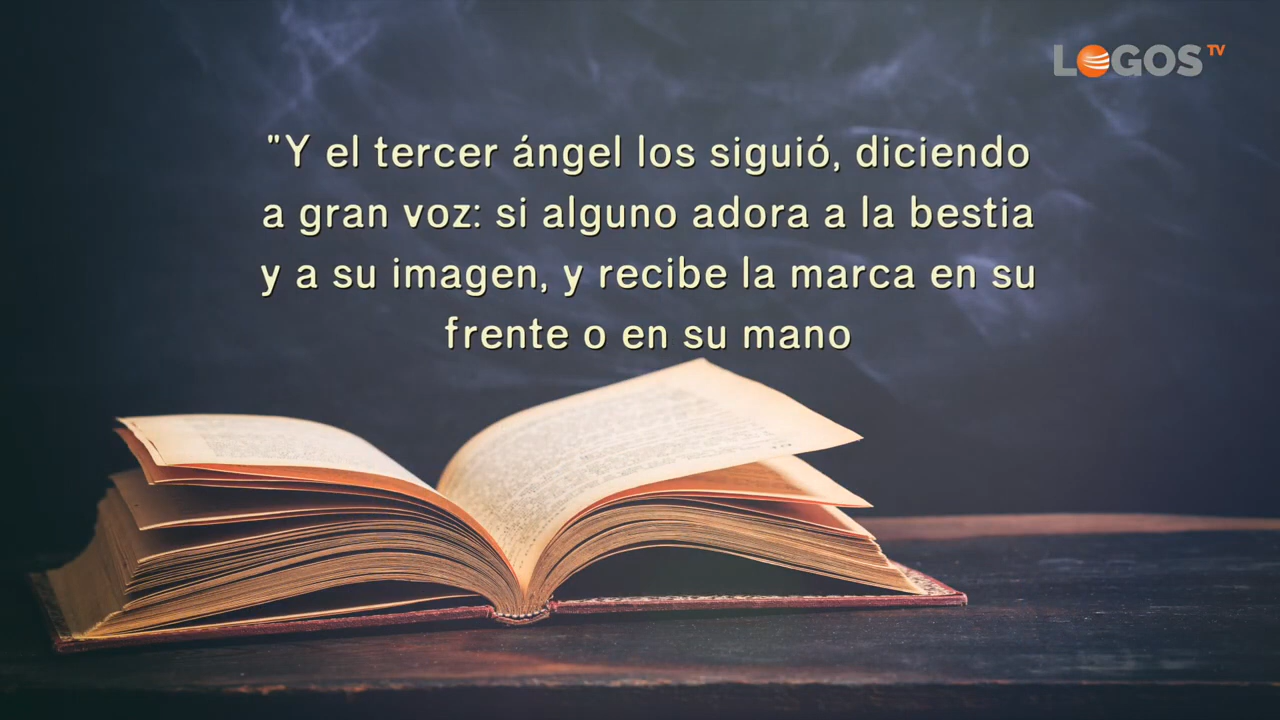 LOGOS TV
"Y el tercer ángel los siguió, diciendo
a gran voz: si alguno adora a la bestia
y a su imagen, y recibe la marca en su
frente o en su mano